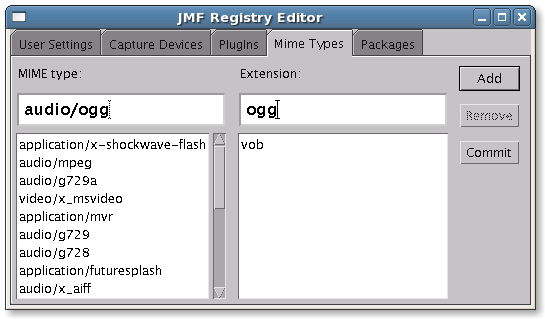 JMF Registry Editor
User Settings
Capture Devices
PlugIns
Mime Types
Packages
MIME type:
Extension:
Add
audio/ogg
ogg
Remove
application/x-shockwave-flash
audio/mpeg
audio/g729a
video/x_msvideo
application/mvr
audio/g729
audio/g728
application/futuresplash
audio/x_aiff
vob
Commit